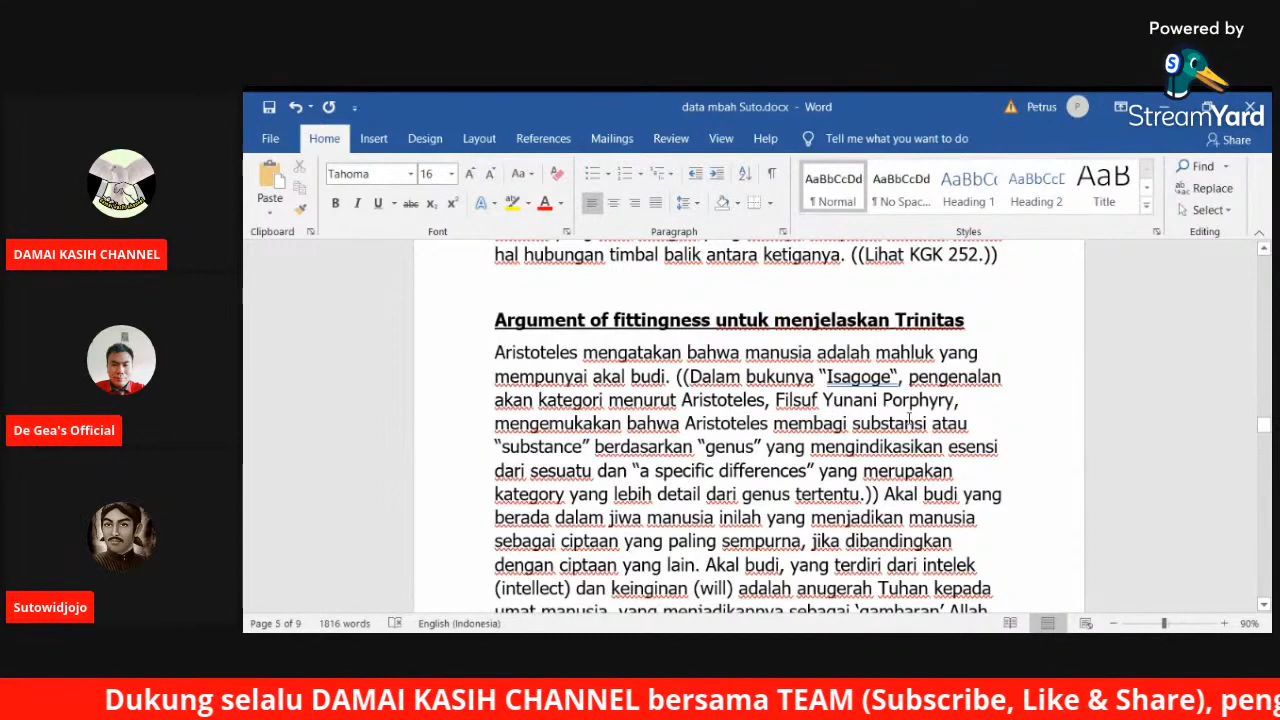 Powered by
StreamYard
data mbah Suto.docx - Word
Petrus
P
File Home Insert Design Layout References Mailings Review View Help Tell me what you want to do
Share
Paste
Clipboard
Tahoma 16
Font
Paragraph
AaBbCcDd AaBbCcDd AaBbCc AaBbCcD AaB
¶ Normal ¶ No Spac... Heading 1 Heading 2 Title
Styles
Find
Replace
Select
Editing
DAMAI KASIH CHANNEL
De Gea's Official
Sutowidjojo
hal hubungan timbal balik antara ketiganya. ((Lihat KGK 252.))
Argument of fittingness untuk menjelaskan Trinitas
Aristoteles mengatakan bahwa manusia adalah mahluk yang
mempunyai akal budi. ((Dalam bukunya “Isagoge“, pengenalan
akan kategori menurut Aristoteles, Filsuf Yunani Porphyry,
mengemukakan bahwa Aristoteles membagi substansi atau
“substance” berdasarkan “genus” yang mengindikasikan esensi
dari sesuatu dan “a specific differences” yang merupakan
kategory yang lebih detail dari genus tertentu.)) Akal budi yang
berada dalam jiwa manusia inilah yang menjadikan manusia
sebagai ciptaan yang paling sempurna, jika dibandingkan
dengan ciptaan yang lain. Akal budi, yang terdiri dari intelek
(intellect) dan keinginan (will) adalah anugerah Tuhan kepada
umat manusia, yang menjadikannya sebagai ‘gambaran’ Allah
Page 5 of 9 1816 words English (Indonesia) 90%
Dukung selalu DAMAI KASIH CHANNEL bersama TEAM (Subscribe, Like & Share), peng